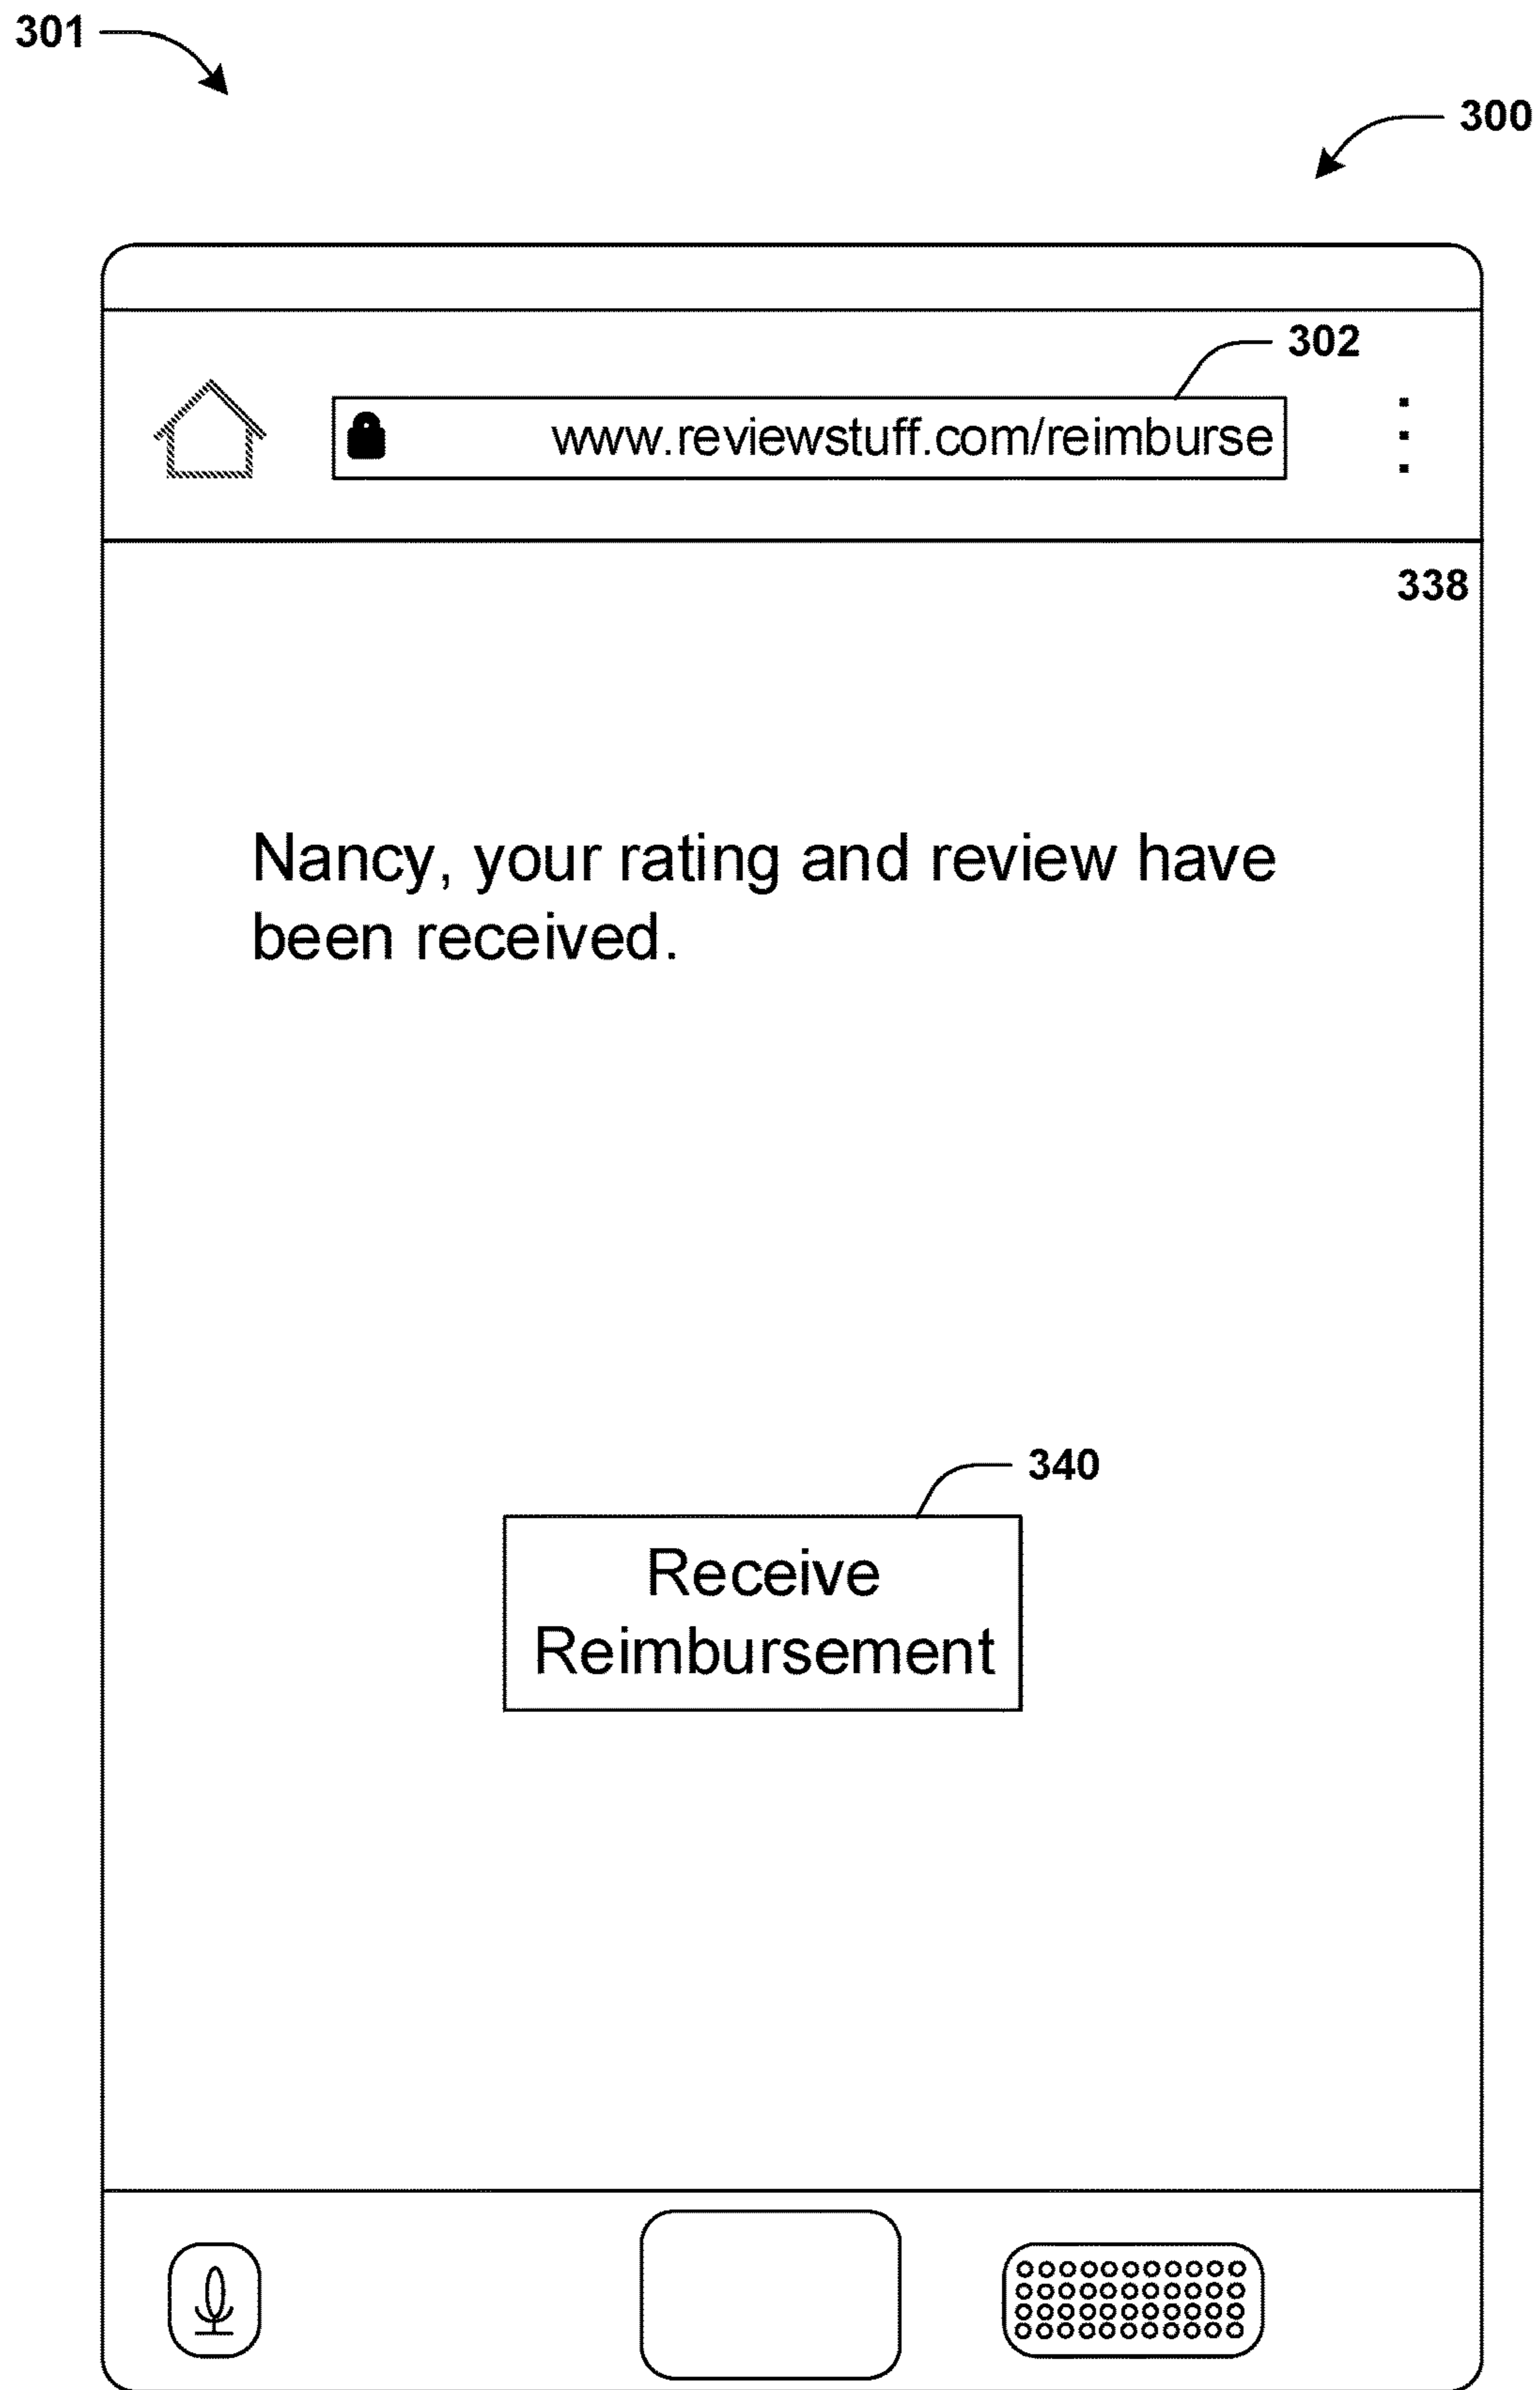 301
300
302
www.reviewstuff.com/reimburse
338
Nancy, your rating and review have
been received.
340
Receive
Reimbursement